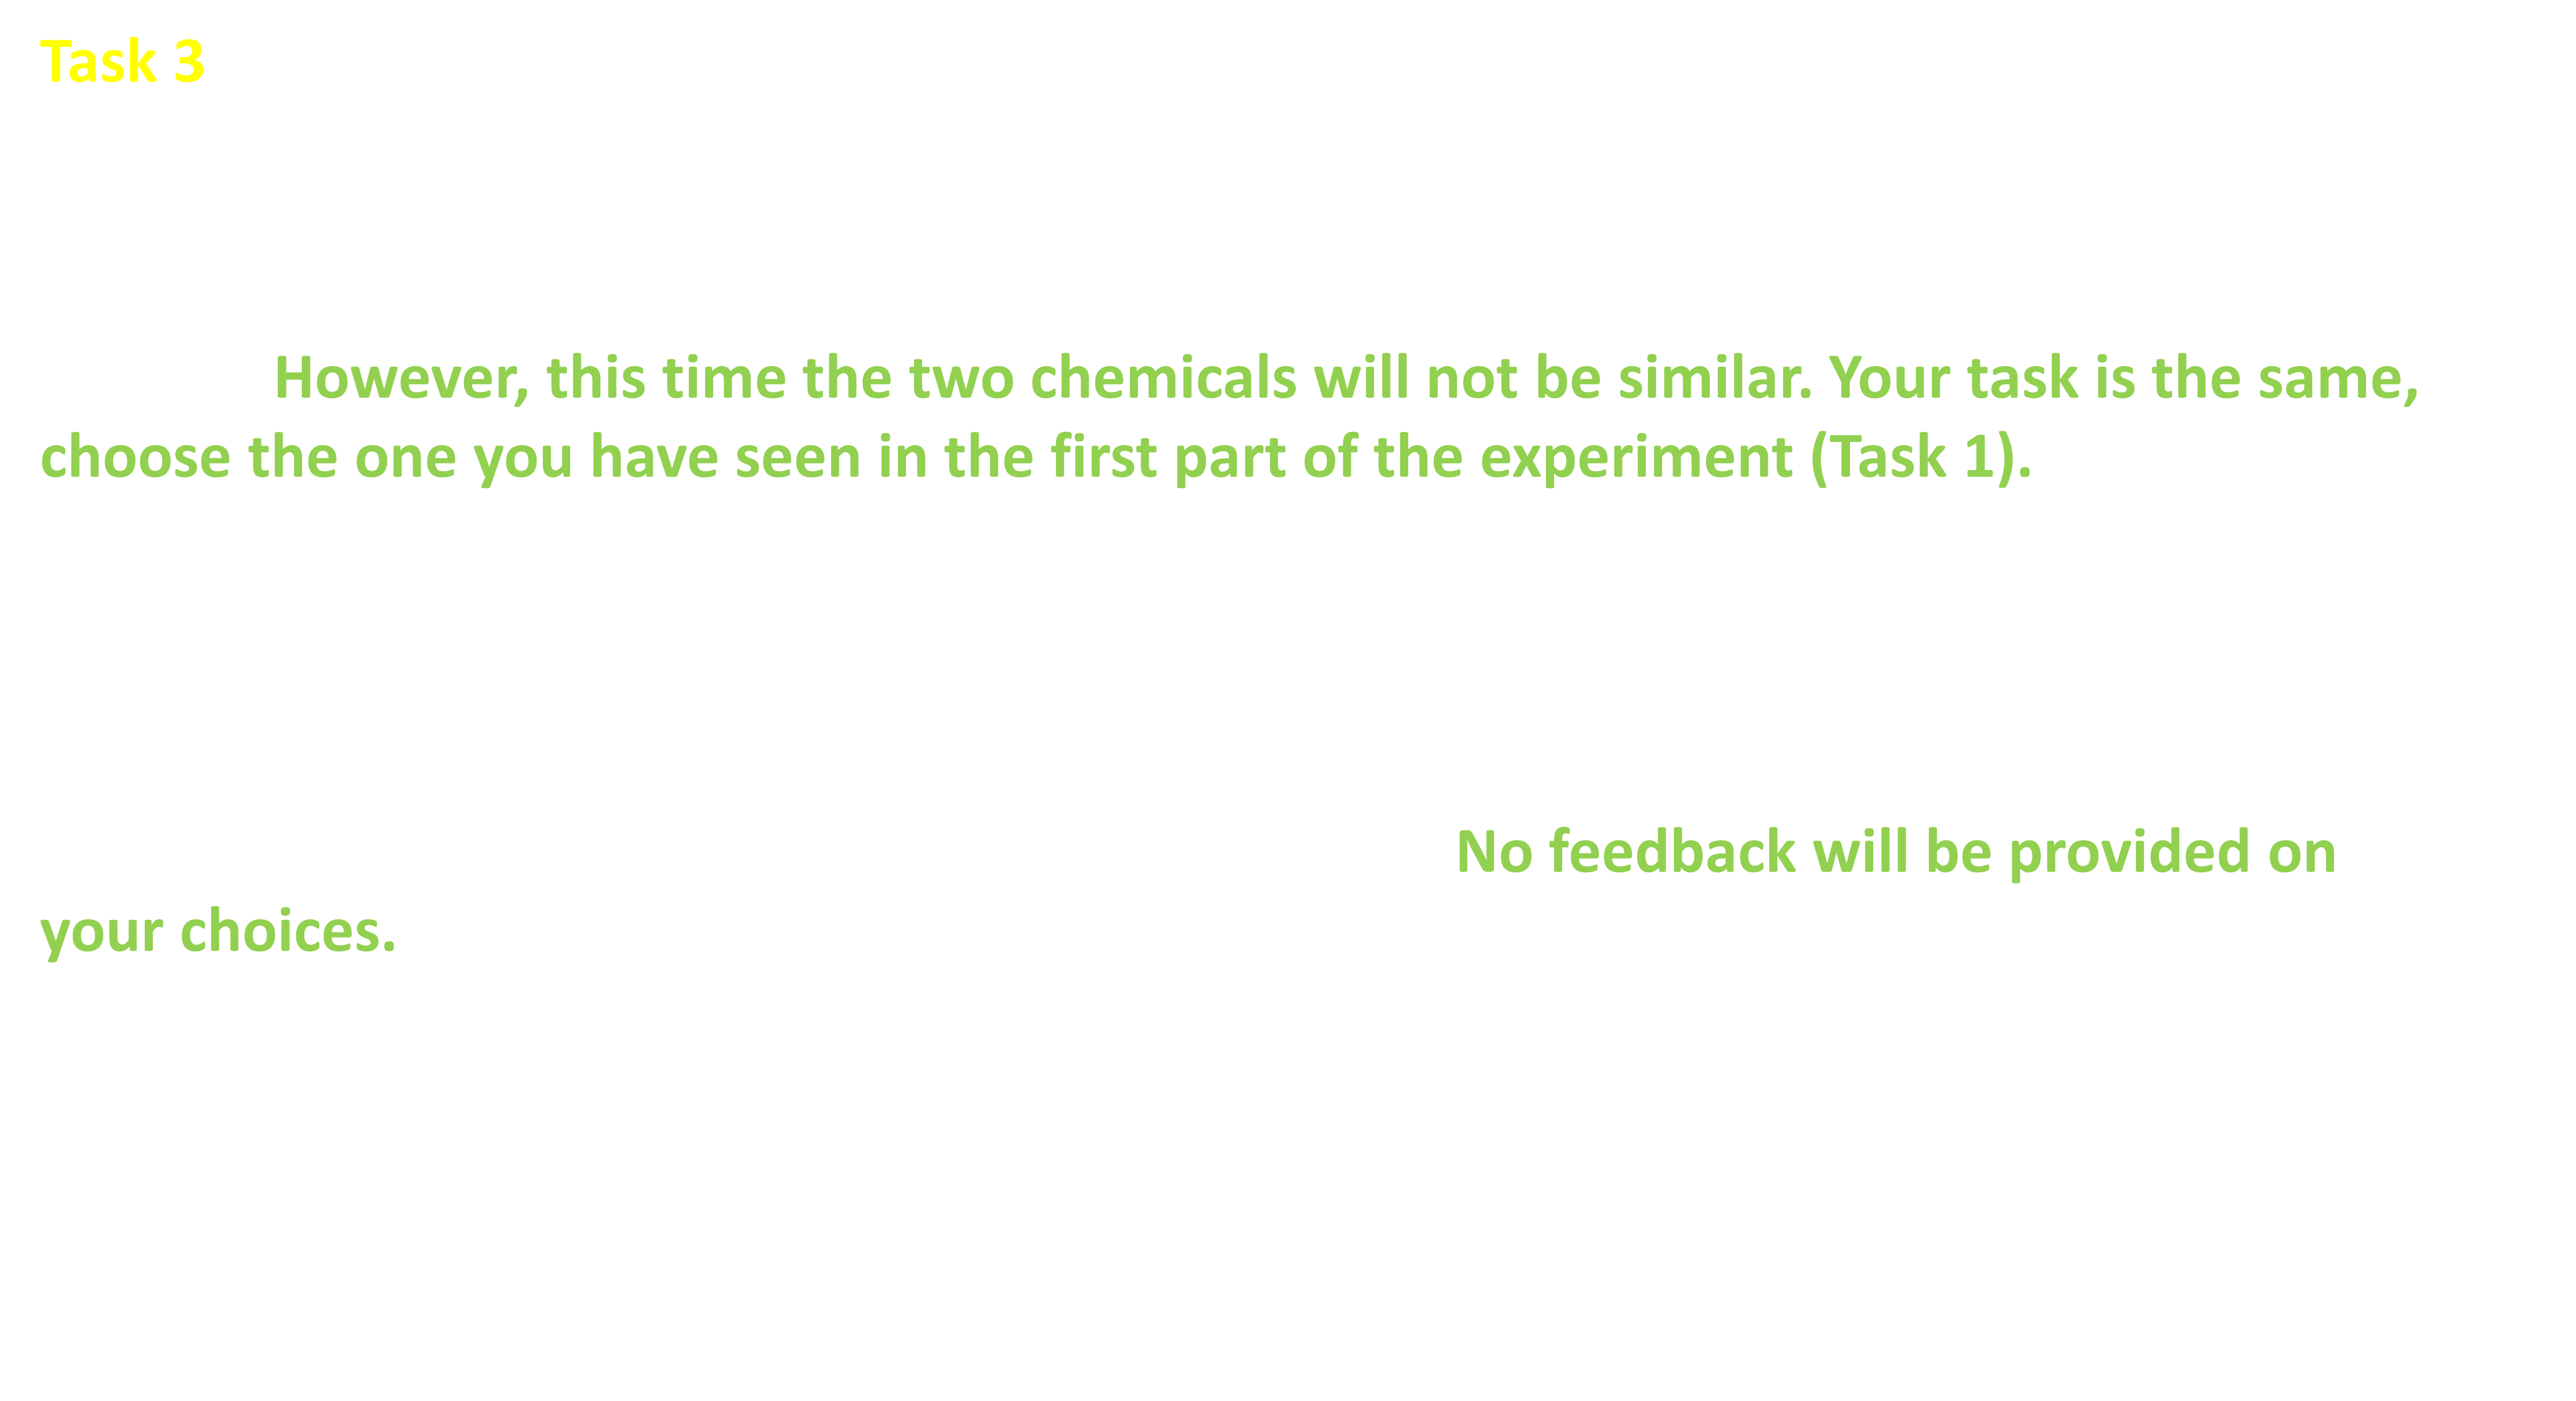 Task 3
However, this time the two chemicals will not be similar. Your task is the same,
choose the one you have seen in the first part of the experiment (Task 1).
No feedback will be provided on
your choices.